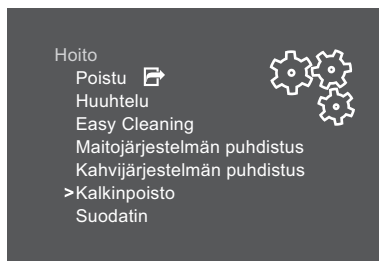 Hoito
Poistu
Huuhtelu
Easy Cleaning
Maitojärjestelmän puhdistus
Kahvijärjestelmän puhdistus
>Kalkinpoisto
Suodatin